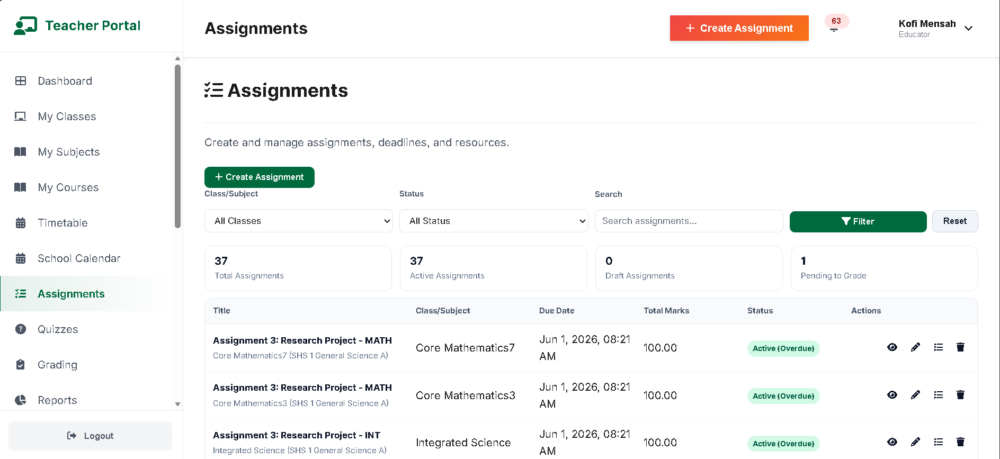 Teacher Portal
Assignments
+ Create Assignment
63
Kofi Mensah
Educator
Dashboard
My Classes
My Subjects
My Courses
Timetable
School Calendar
Assignments
Quizzes
Grading
Reports
Logout
Assignments
Create and manage assignments, deadlines, and resources.
+ Create Assignment
Class/Subject
Status
Search
All Classes
All Status
Search assignments...
Filter
Reset
37
Total Assignments
37
Active Assignments
0
Draft Assignments
1
Pending to Grade
Title Class/Subject Due Date Total Marks Status Actions
Assignment 3: Research Project - MATH
Core Mathematics7 (SHS 1 General Science A)
Core Mathematics7
Jun 1, 2026, 08:21
AM
100.00
Active (Overdue)
Assignment 3: Research Project - MATH
Core Mathematics3 (SHS 1 General Science A)
Core Mathematics3
Jun 1, 2026, 08:21
AM
100.00
Active (Overdue)
Assignment 3: Research Project - INT
Integrated Science (SHS 1 General Science A)
Integrated Science
Jun 1, 2026, 08:21
AM
100.00
Active (Overdue)